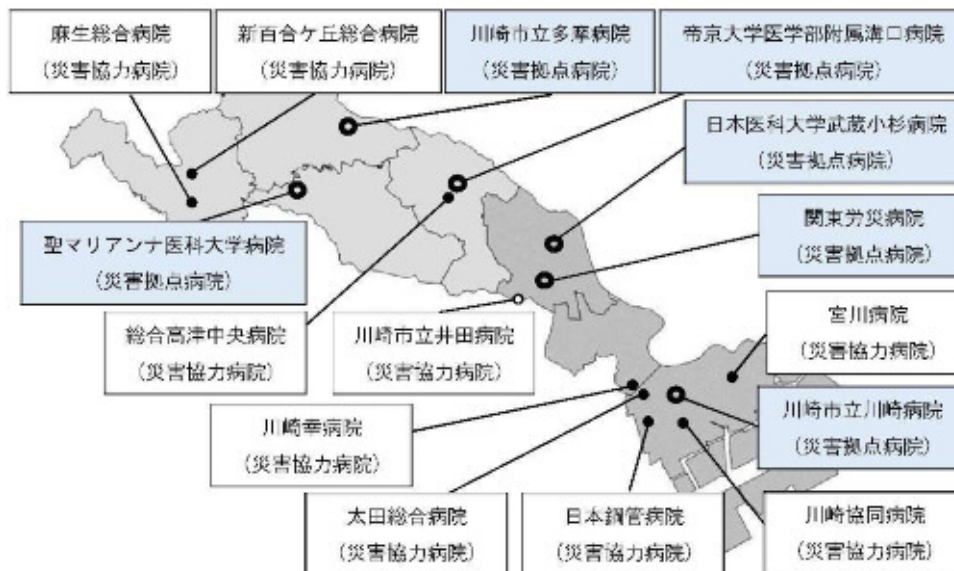 麻生総合病院
(災害協力病院)
新百合ケ丘総合病院
(災害協力病院)
川崎市立多摩病院
(災害拠点病院)
帝京大学医学部附属溝口病院
(災害拠点病院)
日本医科大学武蔵小杉病院
(災害拠点病院)
関東労災病院
(災害拠点病院)
聖マリアンナ医科大学病院
(災害拠点病院)
総合高津中央病院
(災害協力病院)
川崎市立井田病院
(災害協力病院)
宮川病院
(災害協力病院)
川崎幸病院
(災害協力病院)
川崎市立川崎病院
(災害拠点病院)
太田総合病院
(災害協力病院)
日本鋼管病院
(災害協力病院)
川崎協同病院
(災害協力病院)